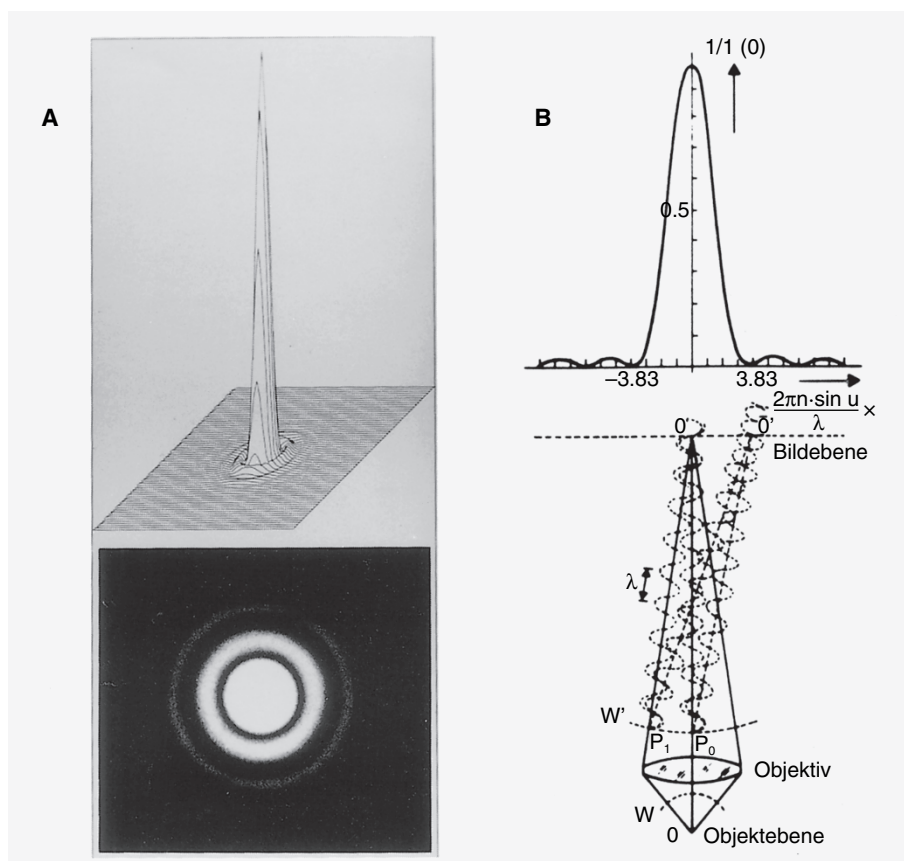 A
B
1/1 (0)
0.5
–3.83
3.83
2πn·sin u
λ
×
0'
0'
Bildebene
λ
W'
P1
P0
Objektiv
W
0
Objektebene